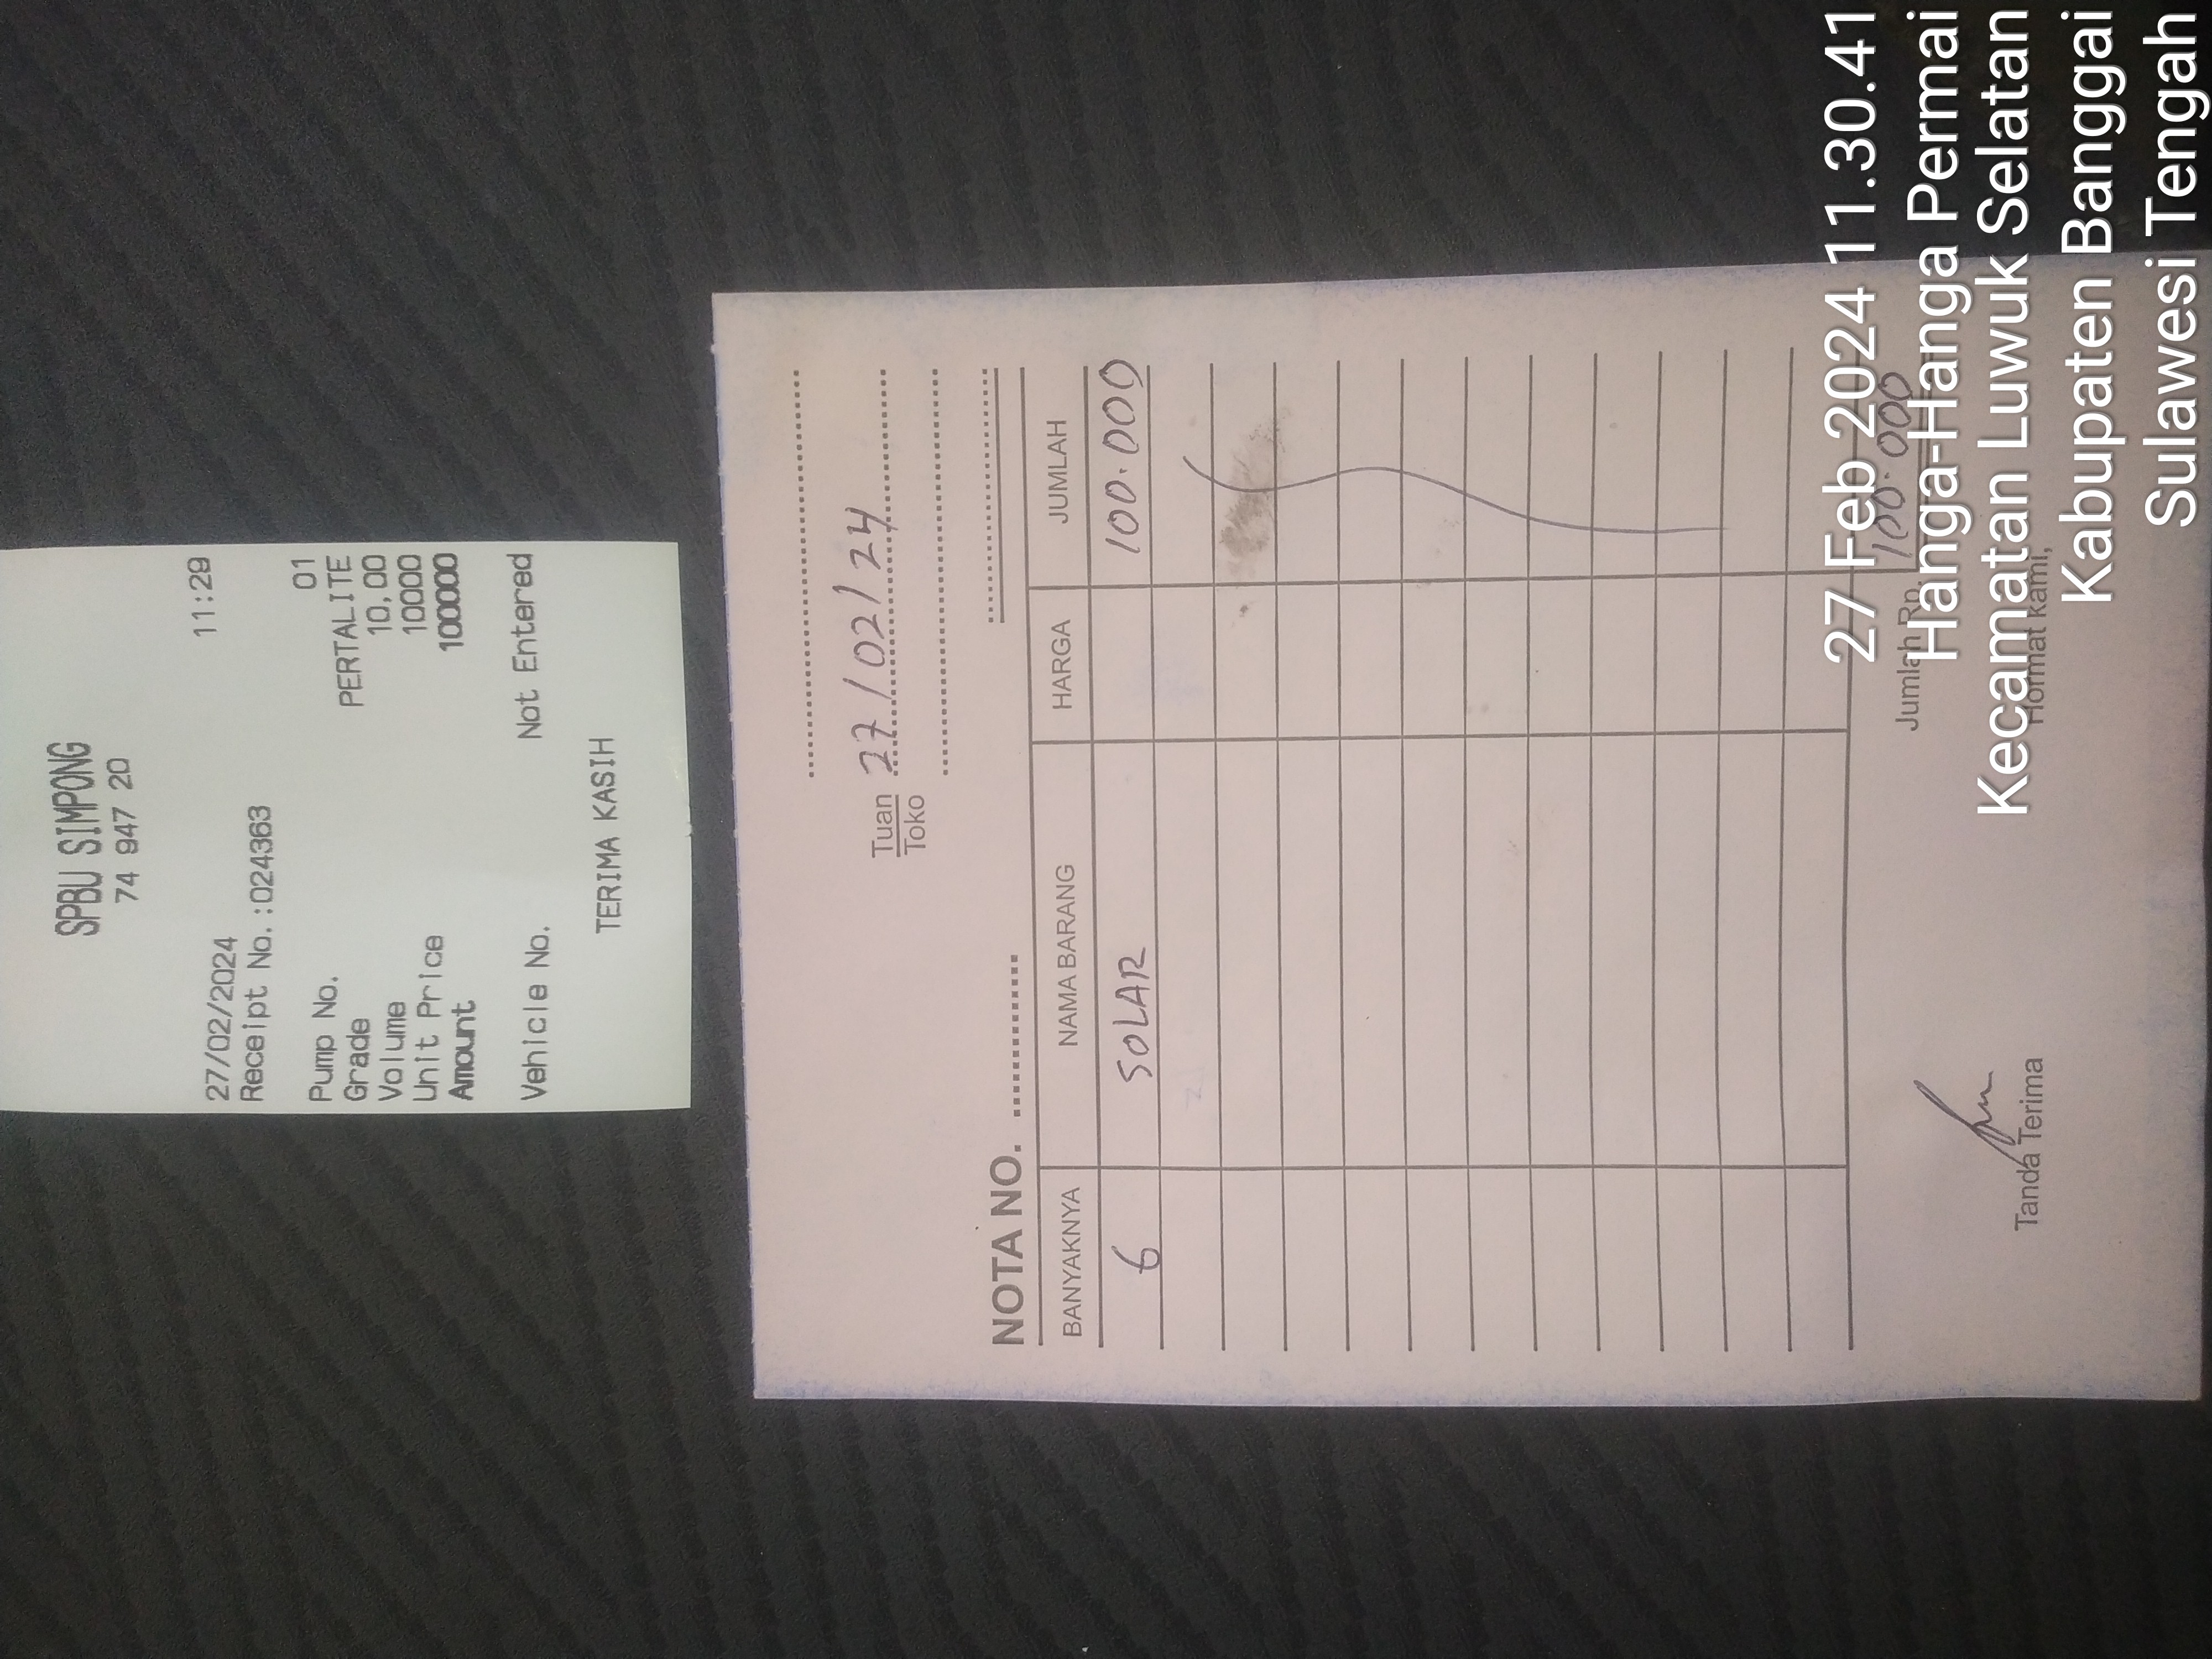 SPBU SIMPONG
74 947 20
27/02/2024 11:29
Receipt No. :024363
Pump No. 01
Grade PERTALITE
Volume 10,00
Unit Price 10000
Amount 100000
Vehicle No. Not Entered
TERIMA KASIH
Tuan 27/02/24
Toko
NOTA NO.
BANYAKNYA NAMA BARANG HARGA JUMLAH
6 SOLAR 100.000
Jumlah Rp. 100.000
Tanda Terima Hormat Kami,
27 Feb 2024 11.30.41
Hanga-Hanga Permai
Kecamatan Luwuk Selatan
Kabupaten Banggai
Sulawesi Tengah